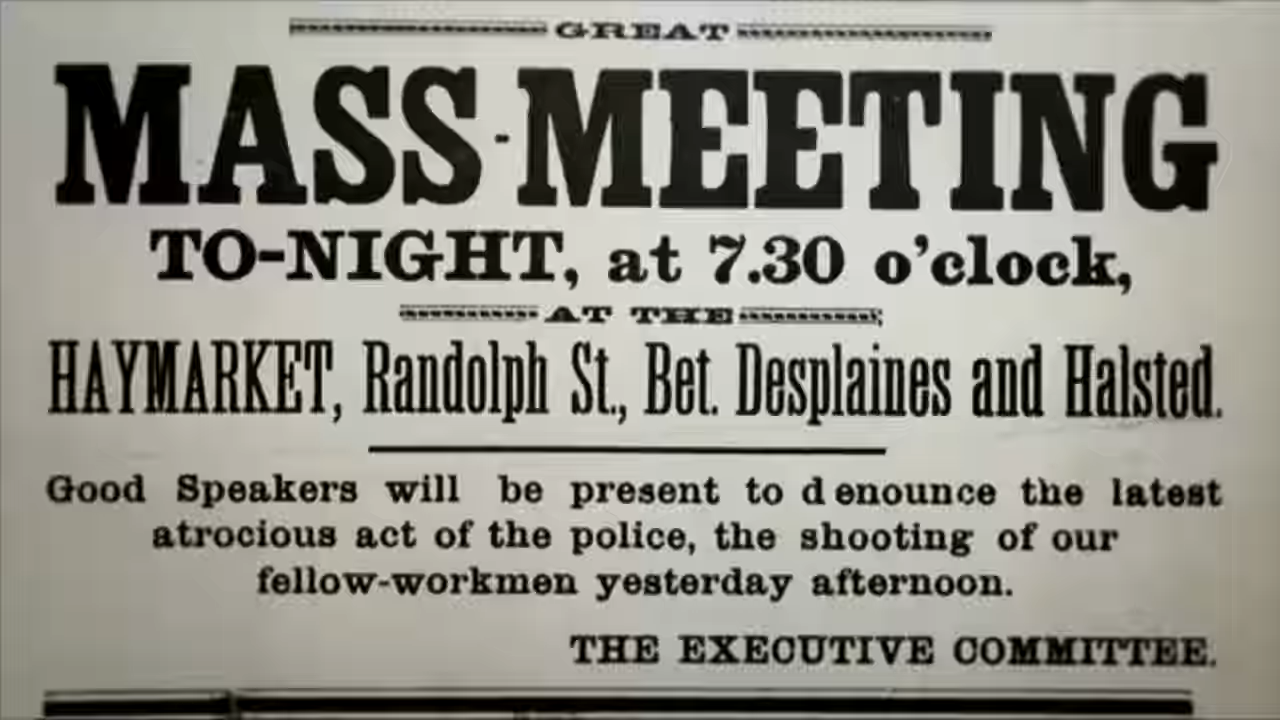 GREAT
MASS-MEETING
TO-NIGHT, at 7.30 o'clock,
AT THE
HAYMARKET, Randolph St., Bet. Desplaines and Halsted.
Good Speakers will be present to denounce the latest
atrocious act of the police, the shooting of our
fellow-workmen yesterday afternoon.
THE EXECUTIVE COMMITTEE.